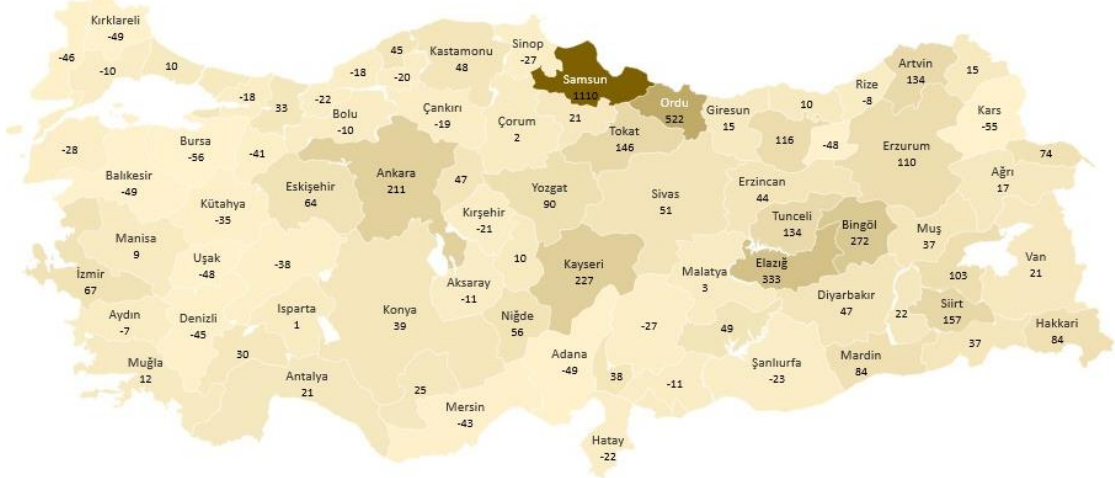 Kırklareli
-49
-46
-10
10
-18
33
-22
-18
45
-20
Kastamonu
48
Sinop
-27
Samsun
1110
Ordu
522
Giresun
15
10
Rize
-8
Artvin
134
15
Kars
-55
Bolu
-10
Çankırı
-19
Çorum
2
21
Tokat
146
116
-48
Erzurum
110
74
Ağrı
17
-28
Bursa
-56
-41
Balıkesir
-49
Kütahya
-35
Eskişehir
64
Ankara
211
47
Kırşehir
-21
Yozgat
90
Sivas
51
Erzincan
44
Tunceli
134
Bingöl
272
Muş
37
Elazığ
333
Manisa
9
Uşak
-48
-38
İzmir
67
Aksaray
-11
10
Kayseri
227
Malatya
3
Diyarbakır
47
22
103
Siirt
157
Van
21
Hakkari
84
37
Aydın
-7
Denizli
-45
Isparta
1
Konya
39
Niğde
56
-27
49
Muğla
12
30
Antalya
21
25
Mersin
-43
Adana
-49
38
-11
Şanlıurfa
-23
Mardin
84
Hatay
-22